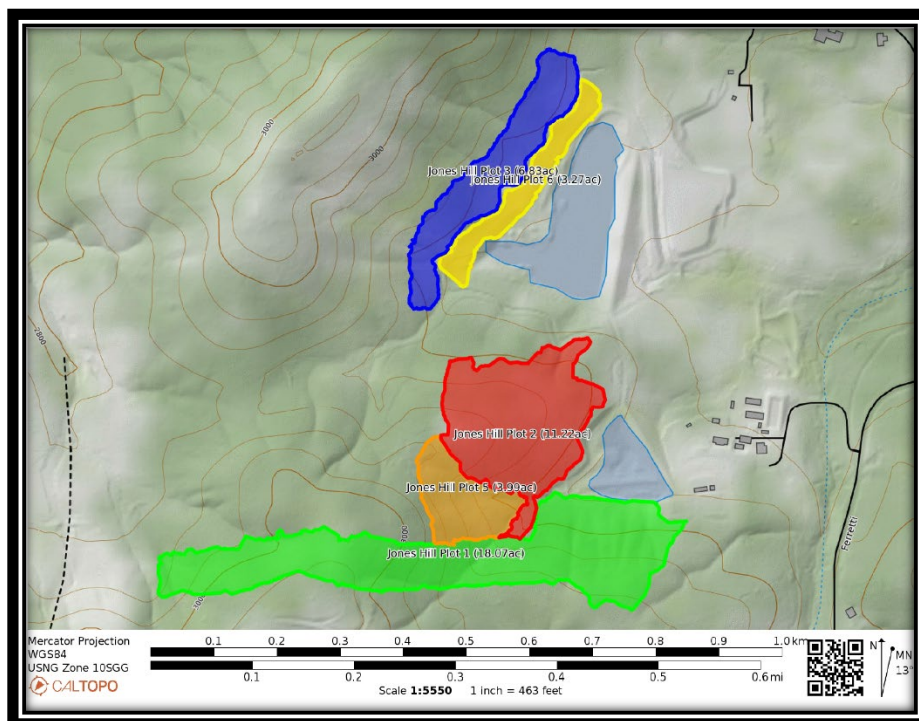 3000
3000
Jones Hill Plot 3 (6.83ac)
Jones Hill Plot 6 (3.27ac)
2800
Jones Hill Plot 2 (11.22ac)
Jones Hill Plot 5 (3.99ac)
3000
Jones Hill Plot 1 (18.07ac)
Ferretti
Mercator Projection
WGS84
USNG Zone 10SGG
CALTOPO
0.1 0.2 0.3 0.4 0.5 0.6 0.7 0.8 0.9 1.0 km
0.1 0.2 0.3 0.4 0.5 0.6 mi
Scale 1:5550 1 inch = 463 feet
N
MN
13°